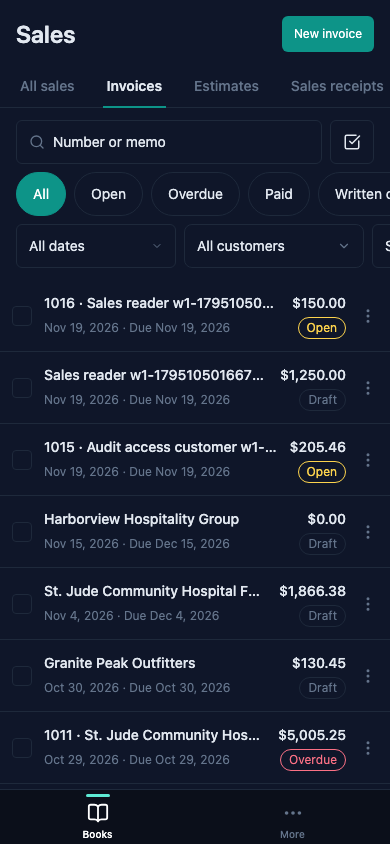 Sales
New invoice
All sales Invoices Estimates Sales receipts
Number or memo
All Open Overdue Paid Written
All dates All customers
1016 · Sales reader w1-17951050... $150.00
Nov 19, 2026 · Due Nov 19, 2026 Open
Sales reader w1-179510501667... $1,250.00
Nov 19, 2026 · Due Nov 19, 2026 Draft
1015 · Audit access customer w1-... $205.46
Nov 19, 2026 · Due Nov 19, 2026 Open
Harborview Hospitality Group $0.00
Nov 15, 2026 · Due Dec 15, 2026 Draft
St. Jude Community Hospital F... $1,866.38
Nov 4, 2026 · Due Dec 4, 2026 Draft
Granite Peak Outfitters $130.45
Oct 30, 2026 · Due Oct 30, 2026 Draft
1011 · St. Jude Community Hos... $5,005.25
Oct 29, 2026 · Due Oct 29, 2026 Overdue
Books More